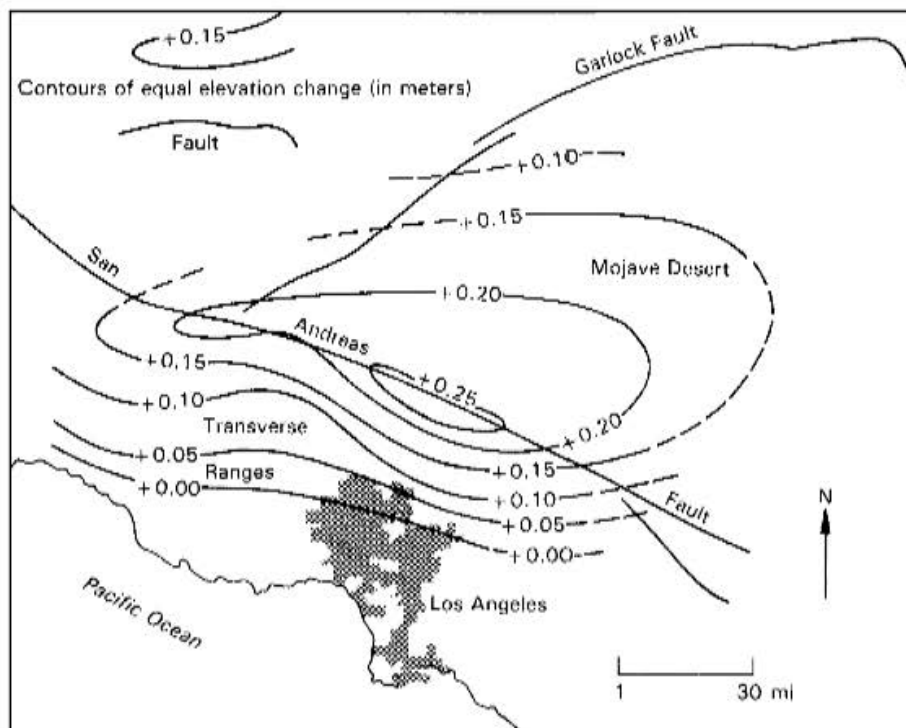 +0.15
Contours of equal elevation change (in meters)
Fault
Garlock Fault
+0.10
+0.15
Mojave Desert
San
+0.20
Andreas
+0.15
+0.25
+0.10
+0.20
Transverse
+0.15
+0.05
Ranges
+0.10
Fault
N
+0.00
+0.05
+0.00
Los Angeles
Pacific Ocean
1 30 mi